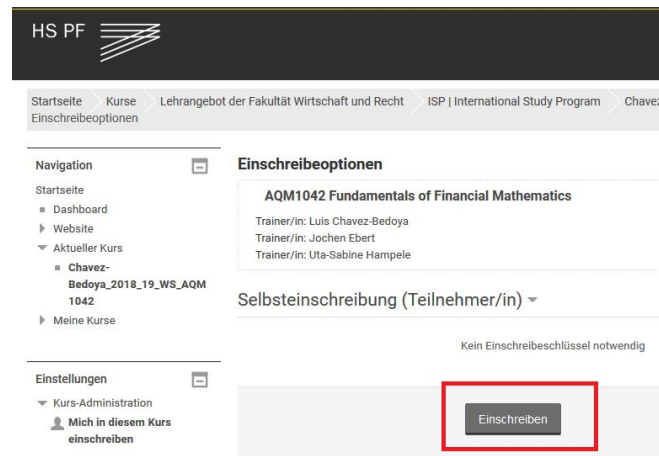 HS PF
Startseite Kurse Lehrangebot der Fakultät Wirtschaft und Recht ISP | International Study Program Chavez
Einschreibeoptionen
Navigation
Startseite
Dashboard
Website
Aktueller Kurs
Chavez-
Bedoya_2018_19_WS_AQM
1042
Meine Kurse
Einstellungen
Kurs-Administration
Mich in diesem Kurs
einschreiben
Einschreibeoptionen
AQM1042 Fundamentals of Financial Mathematics
Trainer/in: Luis Chavez-Bedoya
Trainer/in: Jochen Ebert
Trainer/in: Uta-Sabine Hampele
Selbsteinschreibung (Teilnehmer/in)
Kein Einschreibeschlüssel notwendig
Einschreiben